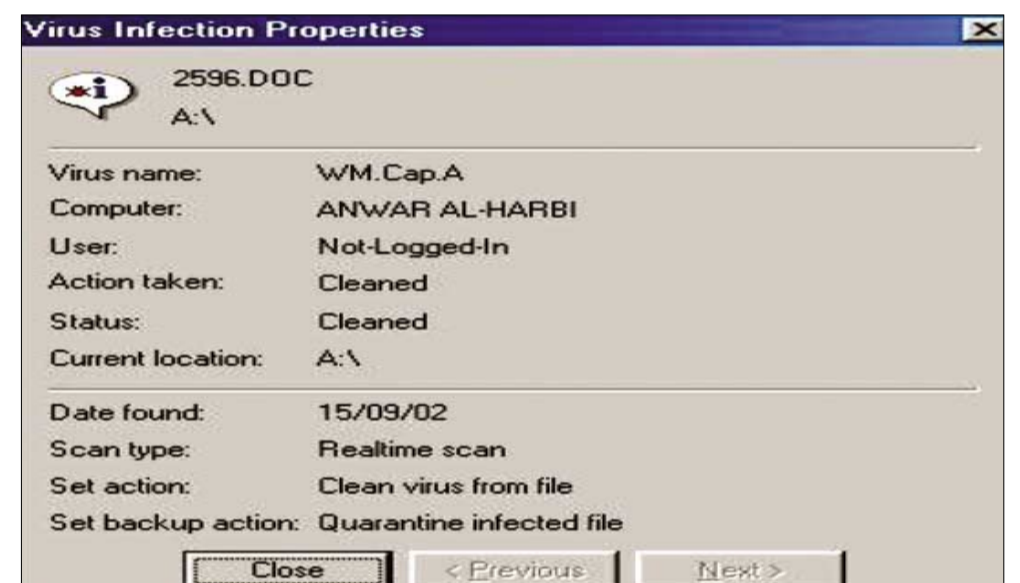 Virus Infection Properties
2596.DOC
A:\
Virus name: WM.Cap.A
Computer: ANWAR AL-HARBI
User: Not-Logged-In
Action taken: Cleaned
Status: Cleaned
Current location: A:\
Date found: 15/09/02
Scan type: Realtime scan
Set action: Clean virus from file
Set backup action: Quarantine infected file
Close < Previous Next >